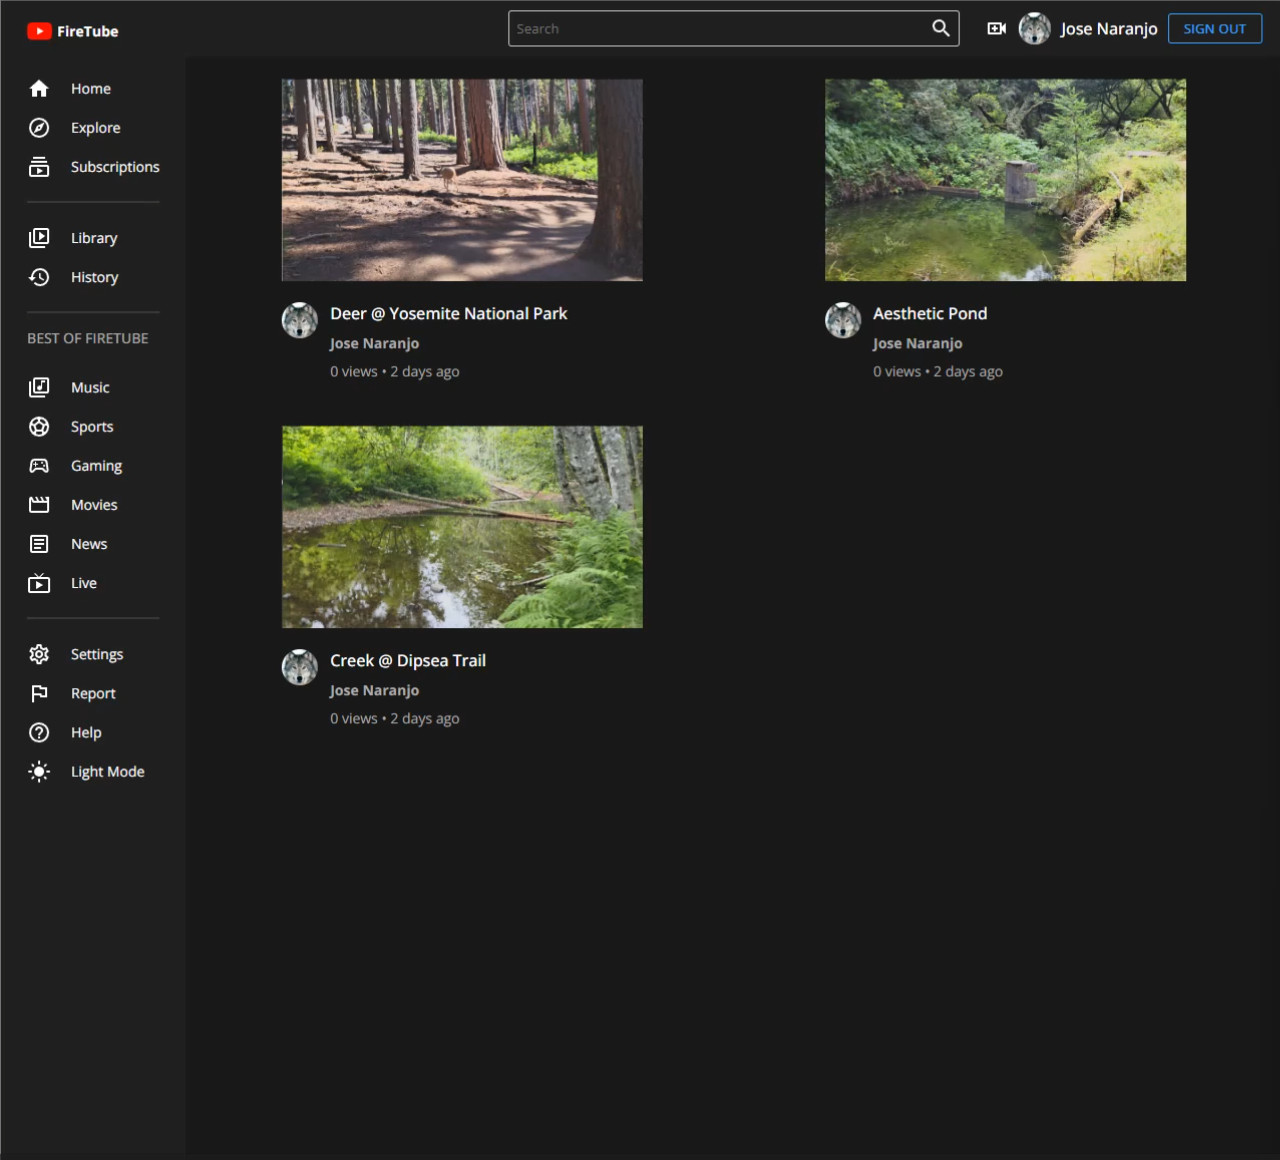 FireTube
Search
Jose Naranjo
SIGN OUT
Home
Explore
Subscriptions
Library
History
BEST OF FIRETUBE
Music
Sports
Gaming
Movies
News
Live
Settings
Report
Help
Light Mode
Deer @ Yosemite National Park
Jose Naranjo
0 views • 2 days ago
Aesthetic Pond
Jose Naranjo
0 views • 2 days ago
Creek @ Dipsea Trail
Jose Naranjo
0 views • 2 days ago